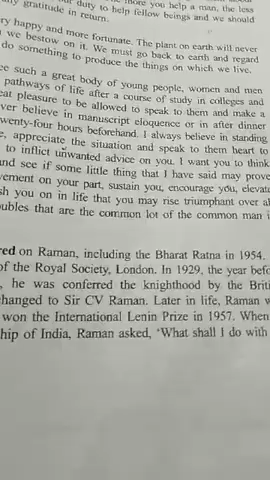 more you help a man, the less
any gratitude in return.
duty to help fellow beings and we should
ry happy and more fortunate. The plant on earth will never
we bestow on it. We must go back to earth and regard
do something to produce the things on which we live.
ee such a great body of young people, women and men
pathways of life after a course of study in colleges and
eat pleasure to be allowed to speak to them and make a
ver believe in manuscript eloquence or in after dinner
wenty-four hours beforehand. I always believe in standing
e, appreciate the situation and speak to them heart to
to inflict unwanted advice on you. I want you to think
und see if some little thing that I have said may prove
vement on your part, sustain you, encourage you, elevate
sh you on in life that you may rise triumphant over al
oubles that are the common lot of the common man i
red on Raman, including the Bharat Ratna in 1954.
of the Royal Society, London. In 1929, the year befo
, he was conferred the knighthood by the Briti
changed to Sir CV Raman. Later in life, Raman w
won the International Lenin Prize in 1957. When
ship of India, Raman asked, 'What shall I do with